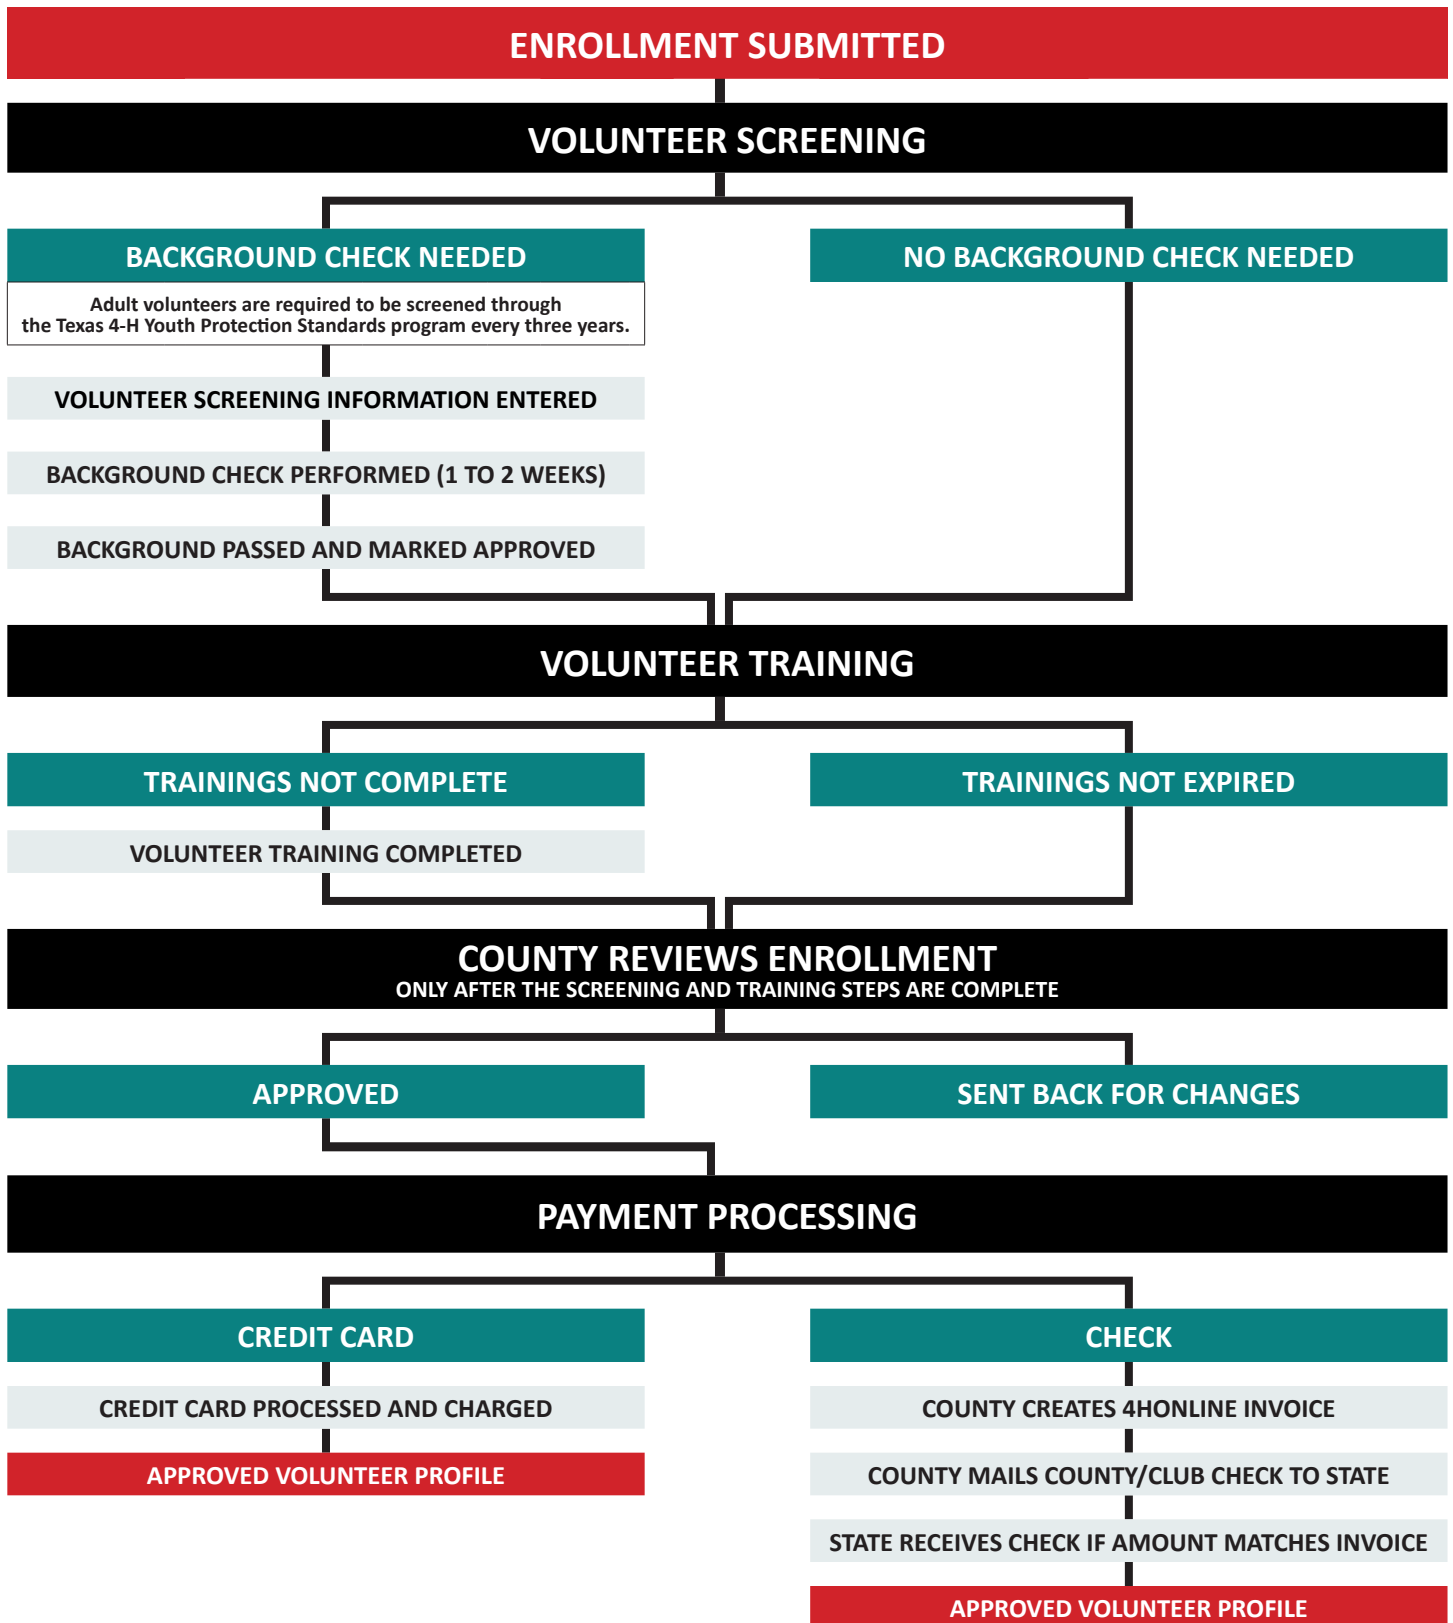 ENROLLMENT SUBMITTED
VOLUNTEER SCREENING
BACKGROUND CHECK NEEDED
Adult volunteers are required to be screened through
the Texas 4-H Youth Protection Standards program every three years.
VOLUNTEER SCREENING INFORMATION ENTERED
BACKGROUND CHECK PERFORMED (1 TO 2 WEEKS)
BACKGROUND PASSED AND MARKED APPROVED
NO BACKGROUND CHECK NEEDED
VOLUNTEER TRAINING
TRAININGS NOT COMPLETE
VOLUNTEER TRAINING COMPLETED
TRAININGS NOT EXPIRED
COUNTY REVIEWS ENROLLMENT
ONLY AFTER THE SCREENING AND TRAINING STEPS ARE COMPLETE
APPROVED
SENT BACK FOR CHANGES
PAYMENT PROCESSING
CREDIT CARD
CREDIT CARD PROCESSED AND CHARGED
APPROVED VOLUNTEER PROFILE
CHECK
COUNTY CREATES 4HONLINE INVOICE
COUNTY MAILS COUNTY/CLUB CHECK TO STATE
STATE RECEIVES CHECK IF AMOUNT MATCHES INVOICE
APPROVED VOLUNTEER PROFILE